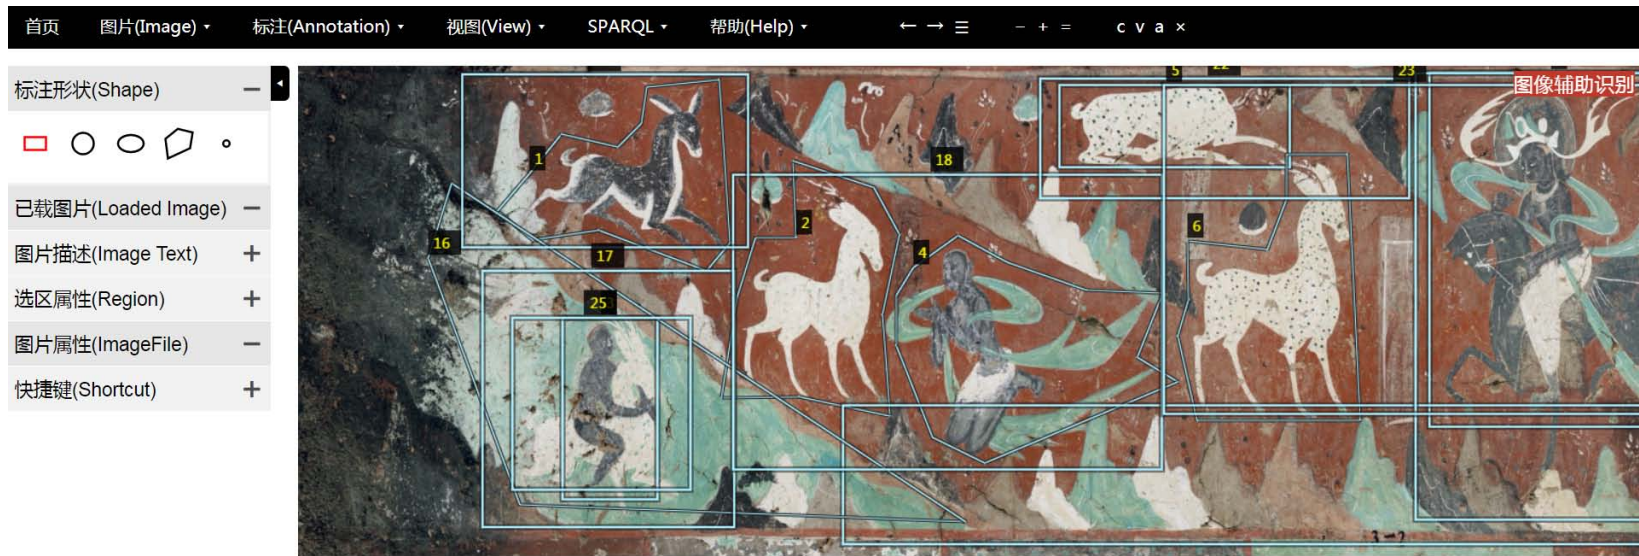 首页 图片(Image) 标注(Annotation) 视图(View) SPARQL 帮助(Help) ← → ☰ − + = c v a ×
标注形状(Shape) −
已载图片(Loaded Image) −
图片描述(Image Text) +
选区属性(Region) +
图片属性(ImageFile) −
快捷键(Shortcut) +
5 22 23
图像辅助识别
1 18
2 6
16 17 4
25
3-2